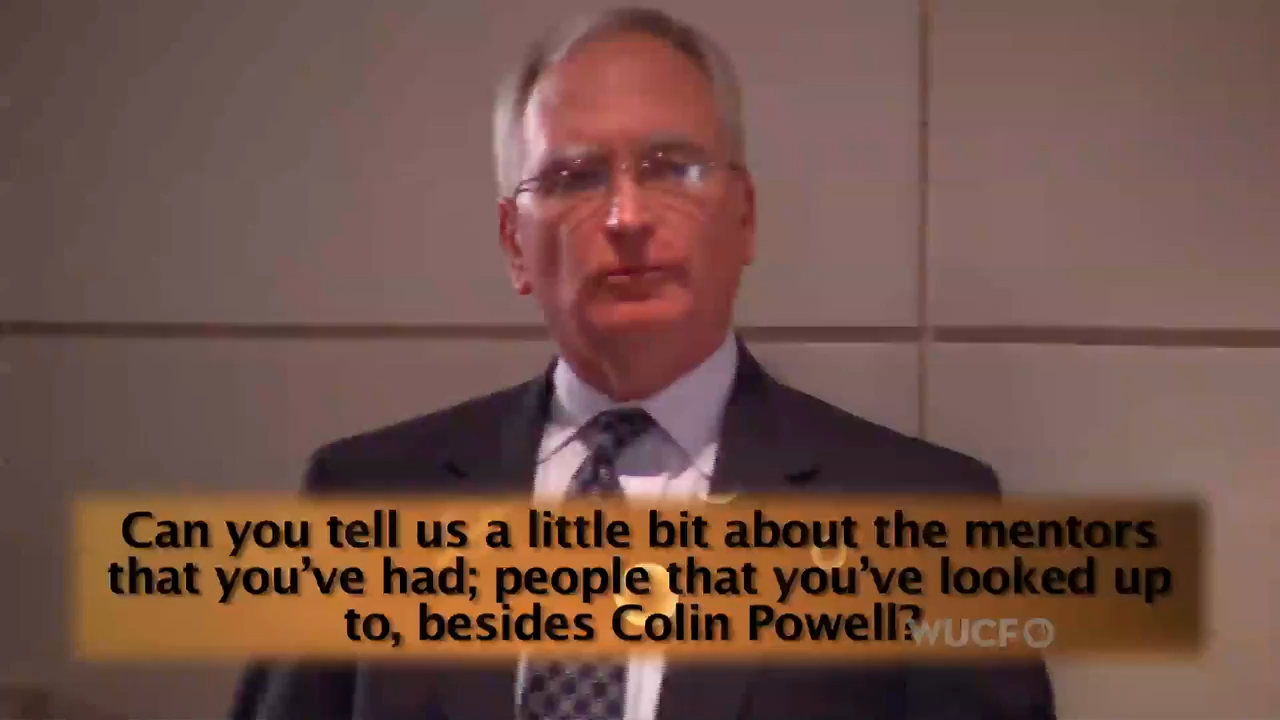 Can you tell us a little bit about the mentors
that you've had; people that you've looked up
to, besides Colin Powell?
WUCF